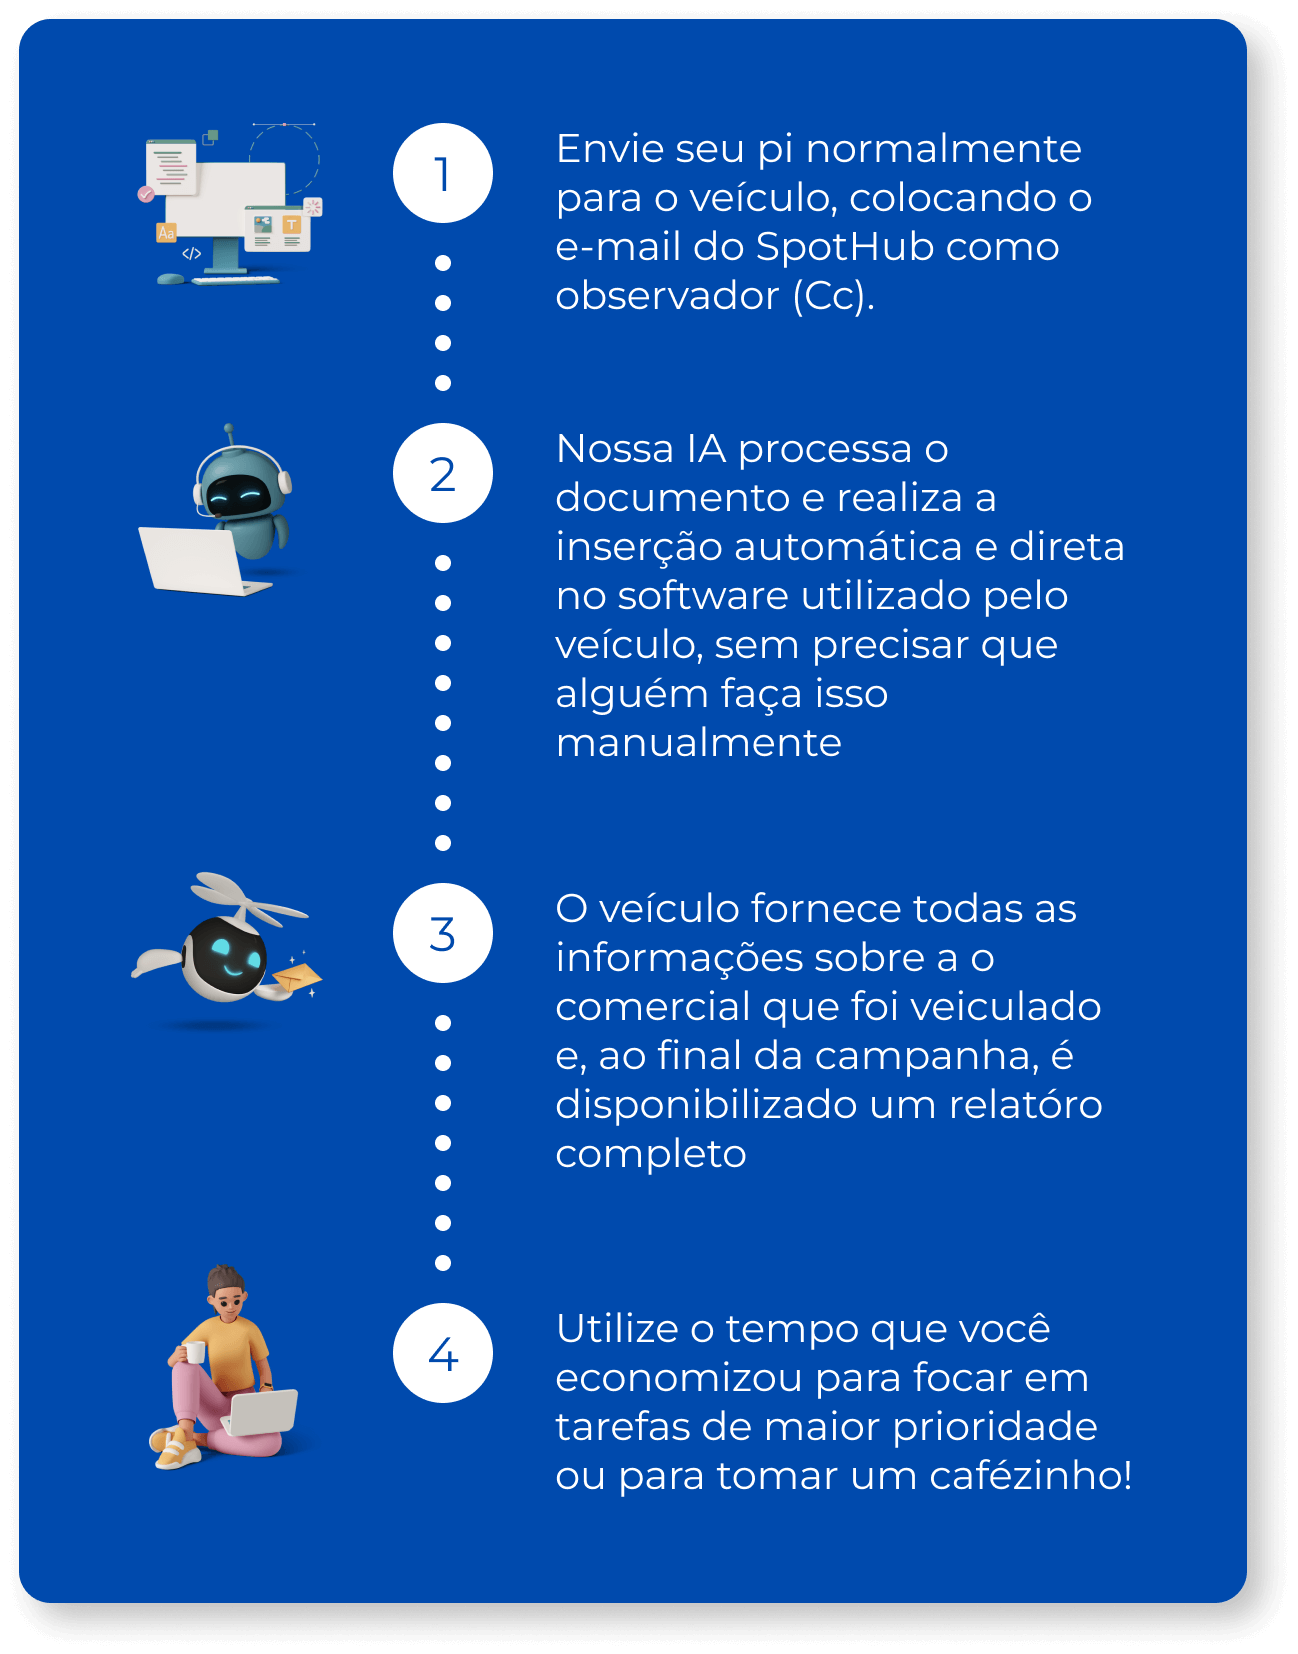 1
Envie seu pi normalmente
para o veículo, colocando o
e-mail do SpotHub como
observador (Cc).
Aa
T
</>
2
Nossa IA processa o
documento e realiza a
inserção automática e direta
no software utilizado pelo
veículo, sem precisar que
alguém faça isso
manualmente
3
O veículo fornece todas as
informações sobre a o
comercial que foi veiculado
e, ao final da campanha, é
disponibilizado um relatóro
completo
4
Utilize o tempo que você
economizou para focar em
tarefas de maior prioridade
ou para tomar um cafézinho!